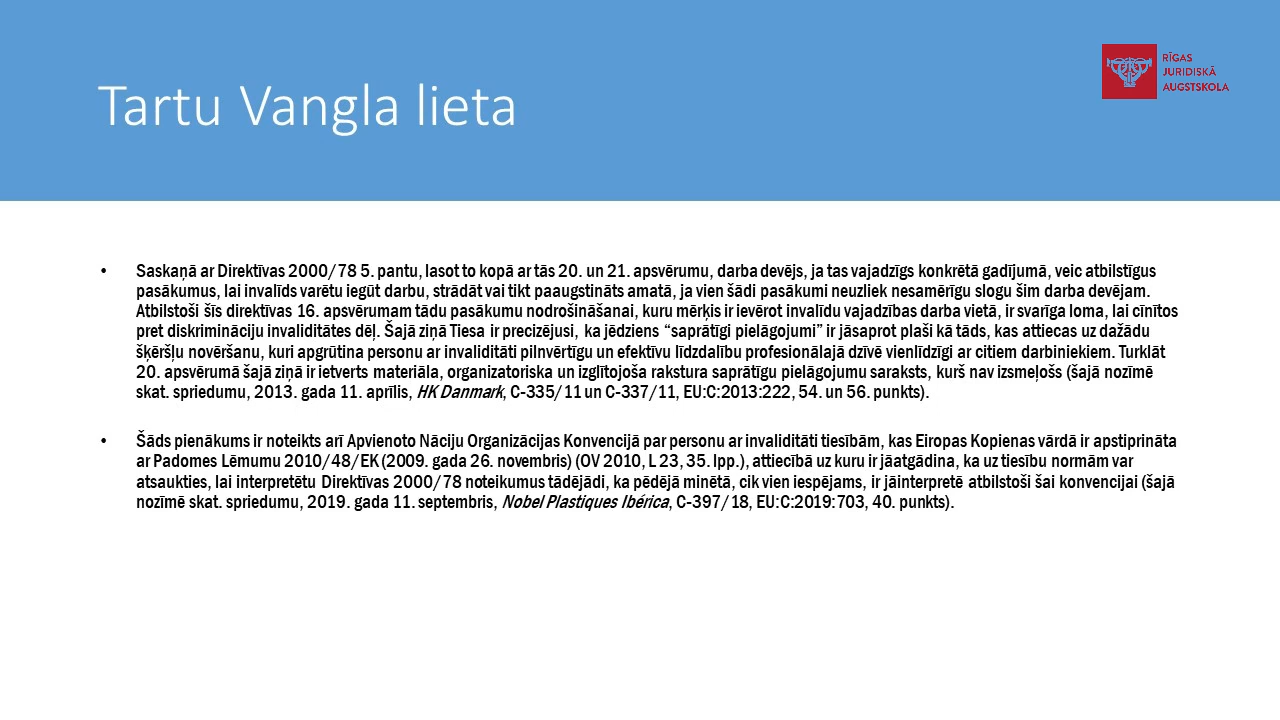 Tartu Vangla lieta
RĪGAS
JURIDISKĀ
AUGSTSKOLA
• Saskaņā ar Direktīvas 2000/78 5. pantu, lasot to kopā ar tās 20. un 21. apsvērumu, darba devējs, ja tas vajadzīgs konkrētā gadījumā, veic atbilstīgus
pasākumus, lai invalīds varētu iegūt darbu, strādāt vai tikt paaugstināts amatā, ja vien šādi pasākumi neuzliek nesamērīgu slogu šim darba devējam.
Atbilstoši šīs direktīvas 16. apsvērumam tādu pasākumu nodrošināšanai, kuru mērķis ir ievērot invalīdu vajadzības darba vietā, ir svarīga loma, lai cīnītos
pret diskrimināciju invaliditātes dēļ. Šajā ziņā Tiesa ir precizējusi, ka jēdziens “saprātīgi pielāgojumi” ir jāsaprot plaši kā tāds, kas attiecas uz dažādu
šķēršļu novēršanu, kuri apgrūtina personu ar invaliditāti pilnvērtīgu un efektīvu līdzdalību profesionālajā dzīvē vienlīdzīgi ar citiem darbiniekiem. Turklāt
20. apsvērumā šajā ziņā ir ietverts materiāla, organizatoriska un izglītojoša rakstura saprātīgu pielāgojumu saraksts, kurš nav izsmeļošs (šajā nozīmē
skat. spriedumu, 2013. gada 11. aprīlis, HK Danmark, C-335/11 un C-337/11, EU:C:2013:222, 54. un 56. punkts).
• Šāds pienākums ir noteikts arī Apvienoto Nāciju Organizācijas Konvencijā par personu ar invaliditāti tiesībām, kas Eiropas Kopienas vārdā ir apstiprināta
ar Padomes Lēmumu 2010/48/EK (2009. gada 26. novembris) (OV 2010, L 23, 35. lpp.), attiecībā uz kuru ir jāatgādina, ka uz tiesību normām var
atsaukties, lai interpretētu Direktīvas 2000/78 noteikumus tādējādi, ka pēdējā minētā, cik vien iespējams, ir jāinterpretē atbilstoši šai konvencijai (šajā
nozīmē skat. spriedumu, 2019. gada 11. septembris, Nobel Plastiques Ibérica, C-397/18, EU:C:2019:703, 40. punkts).